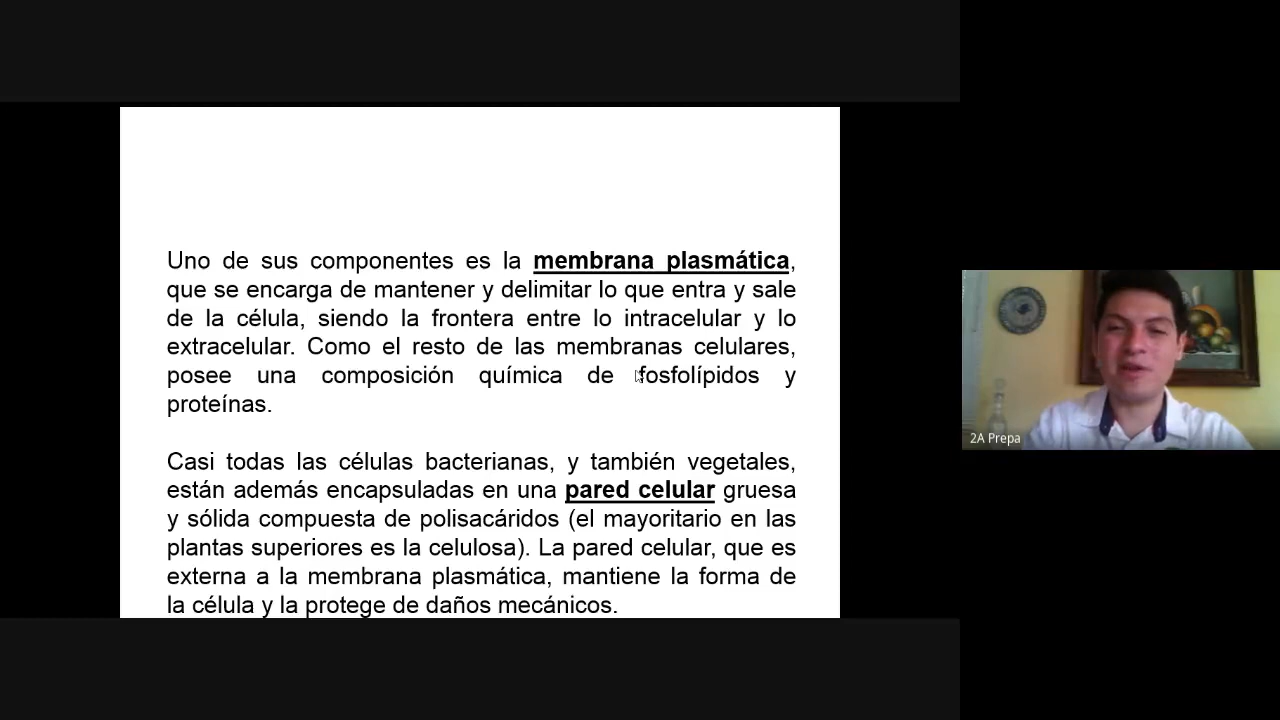 Uno de sus componentes es la membrana plasmática,
que se encarga de mantener y delimitar lo que entra y sale
de la célula, siendo la frontera entre lo intracelular y lo
extracelular. Como el resto de las membranas celulares,
posee una composición química de fosfolípidos y
proteínas.
Casi todas las células bacterianas, y también vegetales,
están además encapsuladas en una pared celular gruesa
y sólida compuesta de polisacáridos (el mayoritario en las
plantas superiores es la celulosa). La pared celular, que es
externa a la membrana plasmática, mantiene la forma de
la célula y la protege de daños mecánicos.
2A Prepa